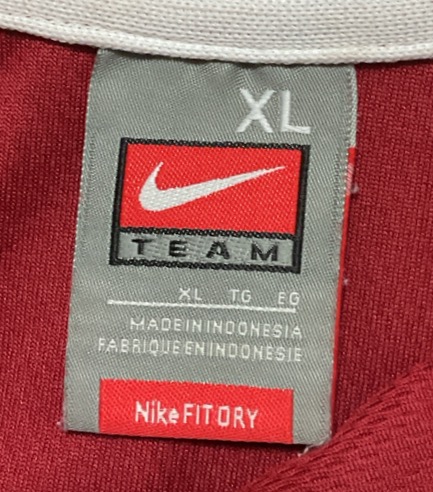 XL
TEAM
XL TG EG
MADE IN INDONESIA
FABRIQUE EN INDONESIE
Nike FIT DRY